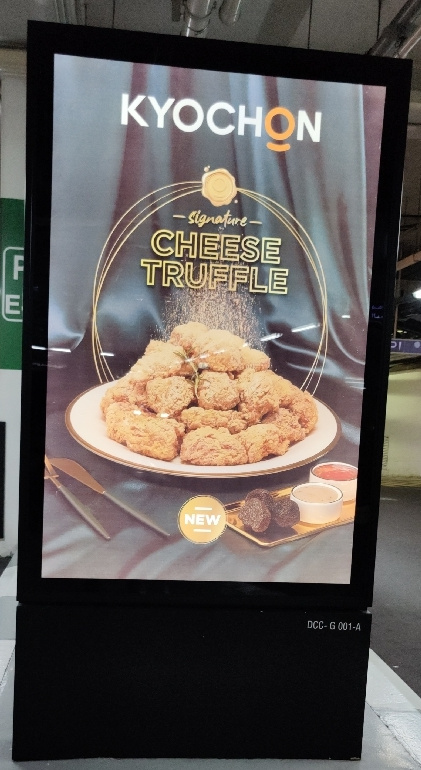 KYOCHON
signature
CHEESE
TRUFFLE
NEW
DCC- G 001-A